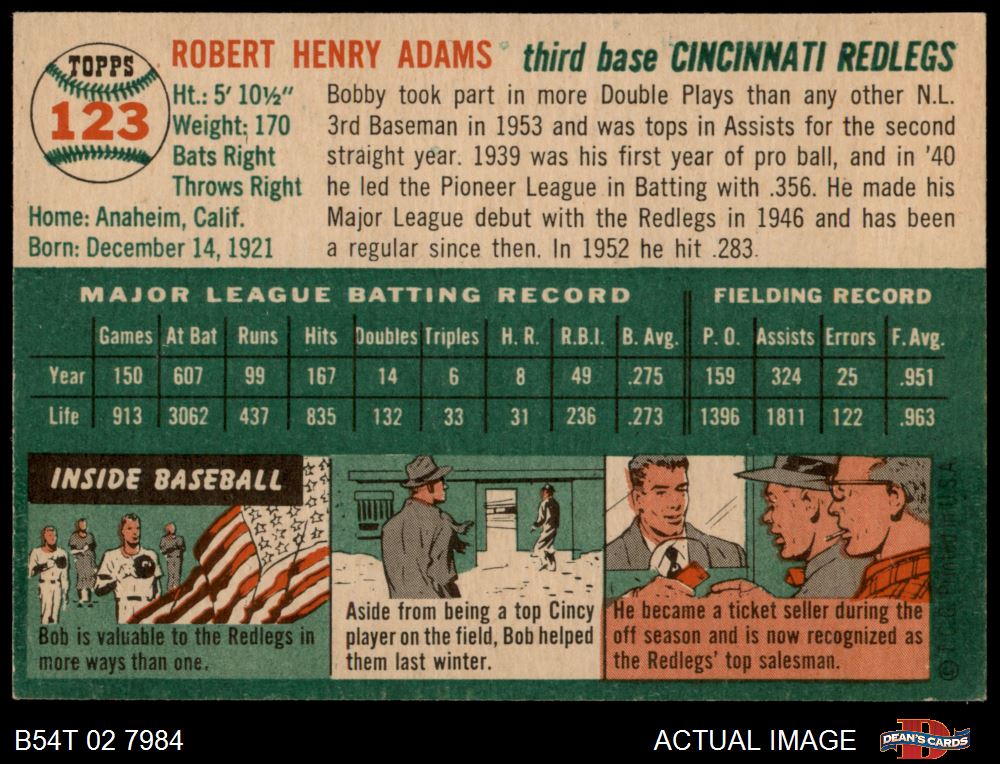 TOPPS
123
ROBERT HENRY ADAMS third base CINCINNATI REDLEGS
Ht.: 5' 10½"
Weight: 170
Bats Right
Throws Right
Home: Anaheim, Calif.
Born: December 14, 1921
Bobby took part in more Double Plays than any other N.L.
3rd Baseman in 1953 and was tops in Assists for the second
straight year. 1939 was his first year of pro ball, and in '40
he led the Pioneer League in Batting with .356. He made his
Major League debut with the Redlegs in 1946 and has been
a regular since then. In 1952 he hit .283.
MAJOR LEAGUE BATTING RECORD FIELDING RECORD
Games At Bat Runs Hits Doubles Triples H. R. R.B.I. B. Avg. P. O. Assists Errors F. Avg.
Year 150 607 99 167 14 6 8 49 .275 159 324 25 .951
Life 913 3062 437 835 132 33 31 236 .273 1396 1811 122 .963
INSIDE BASEBALL
Bob is valuable to the Redlegs in
more ways than one.
Aside from being a top Cincy
player on the field, Bob helped
them last winter.
He became a ticket seller during the
off season and is now recognized as
the Redlegs' top salesman.
© T.C.G. Printed in U.S.A.
B54T 02 7984
ACTUAL IMAGE
DEAN'S CARDS